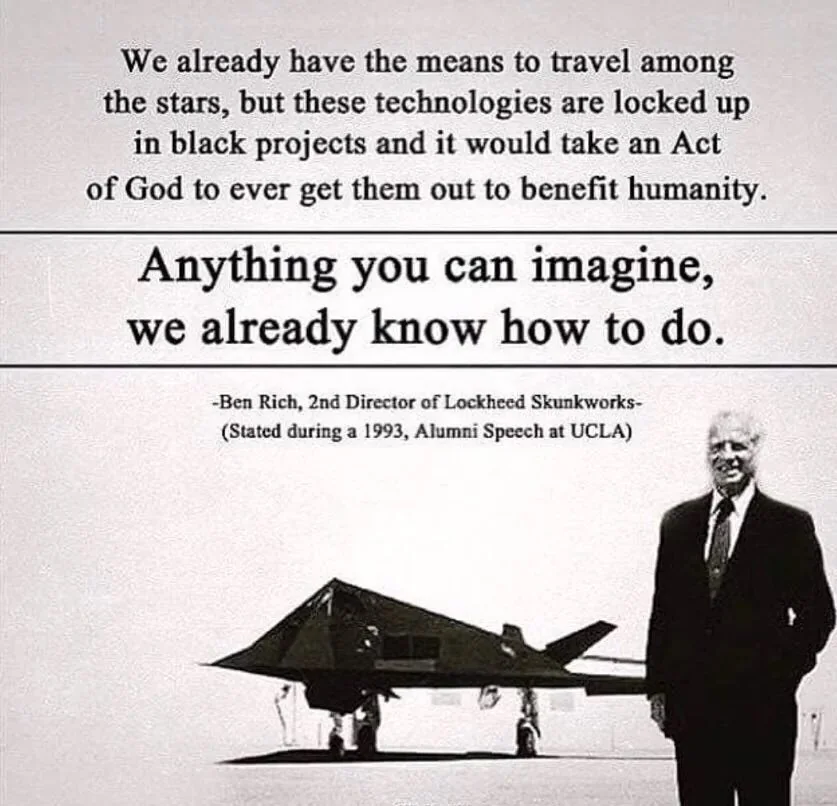 We already have the means to travel among
the stars, but these technologies are locked up
in black projects and it would take an Act
of God to ever get them out to benefit humanity.
Anything you can imagine,
we already know how to do.
-Ben Rich, 2nd Director of Lockheed Skunkworks-
(Stated during a 1993, Alumni Speech at UCLA)